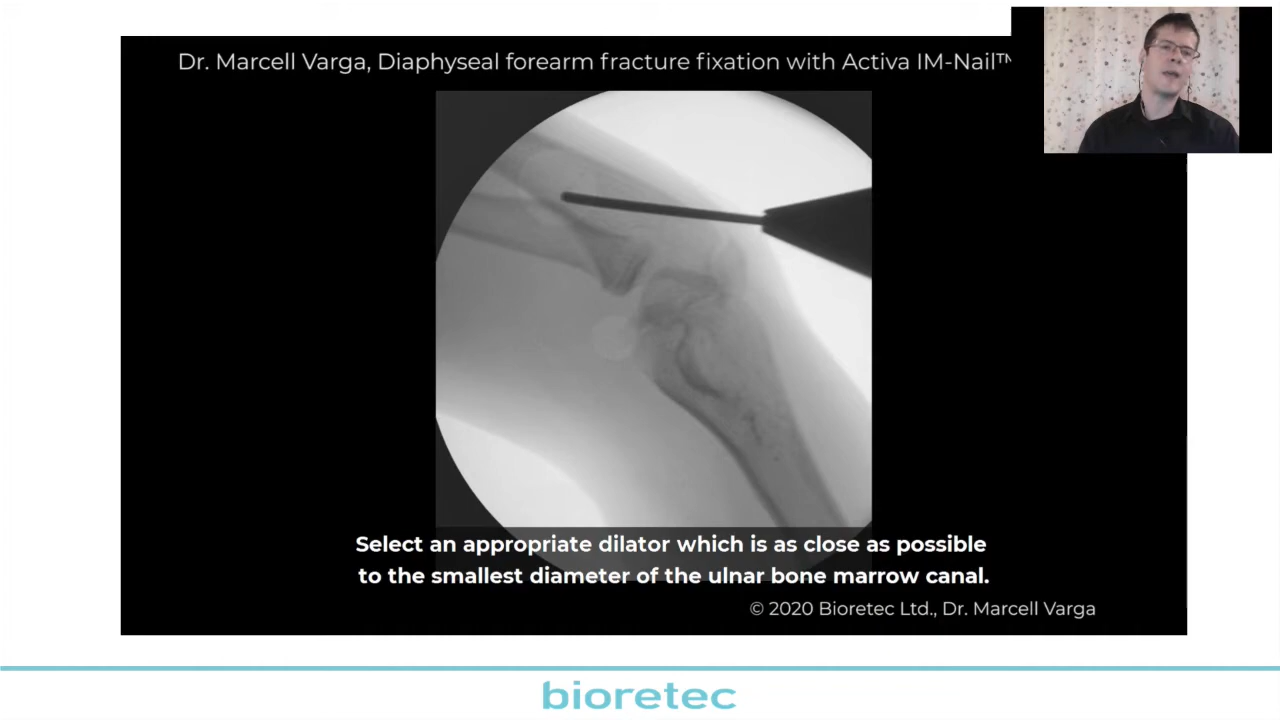 Dr. Marcell Varga, Diaphyseal forearm fracture fixation with Activa IM-Nail™
Select an appropriate dilator which is as close as possible
to the smallest diameter of the ulnar bone marrow canal.
© 2020 Bioretec Ltd., Dr. Marcell Varga
bioretec